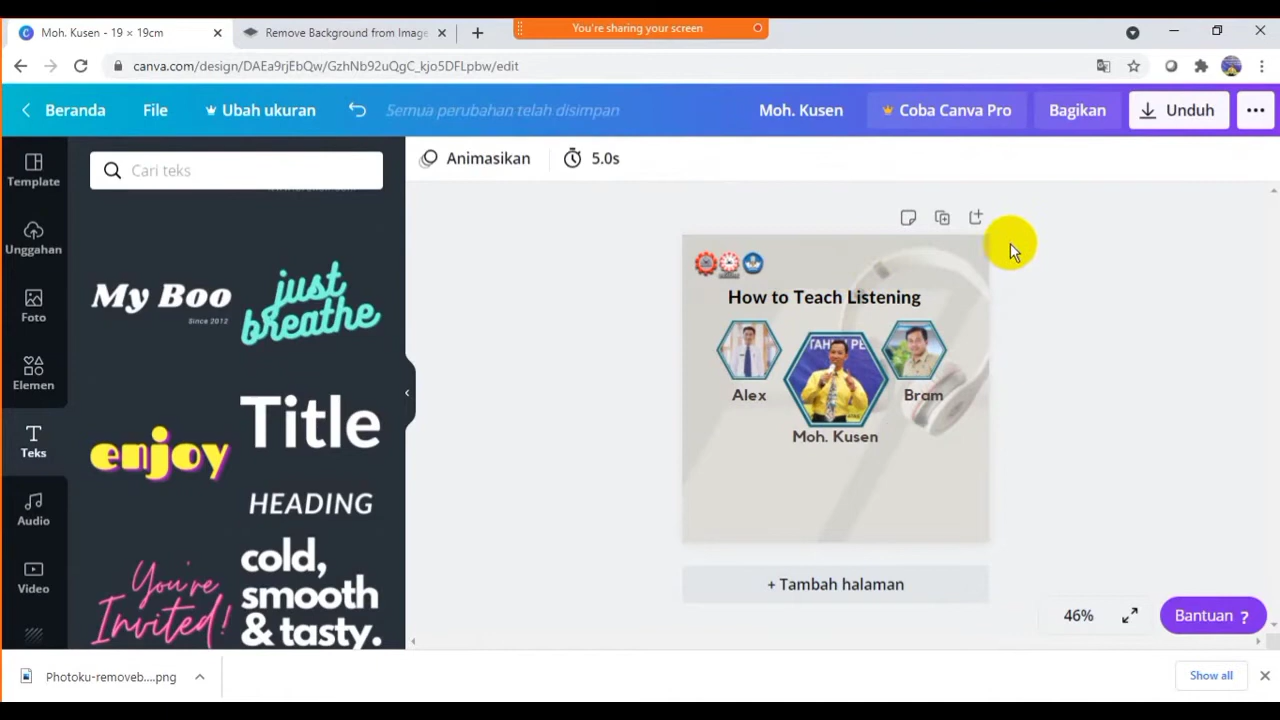 Moh. Kusen - 19 × 19cm
Remove Background from Image
You're sharing your screen
canva.com/design/DAEa9rjEbQw/GzhNb92uQgC_kjo5DFLpbw/edit
Beranda
File
Ubah ukuran
Semua perubahan telah disimpan
Moh. Kusen
Coba Canva Pro
Bagikan
Unduh
Template
Unggahan
Foto
Elemen
Teks
Audio
Video
Cari teks
My Boo
Since 2012
just
breathe
enjoy
Title
HEADING
You're
Invited!
cold,
smooth
& tasty.
Animasikan
5.0s
How to Teach Listening
TAHUN PE
Alex
Bram
Moh. Kusen
+ Tambah halaman
46%
Bantuan ?
Photoku-removeb....png
Show all